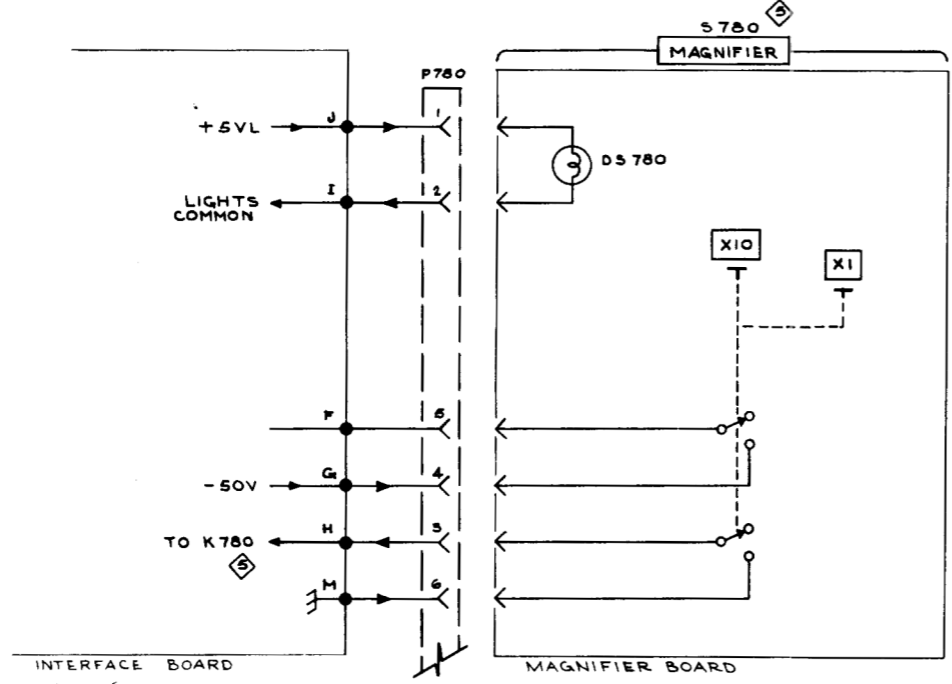 5
S780
MAGNIFIER
P780
+5VL
J
1
DS780
LIGHTS
COMMON
I
2
X10
X1
F
5
-50V
G
4
TO K780
5
H
3
M
6
INTERFACE BOARD
MAGNIFIER BOARD